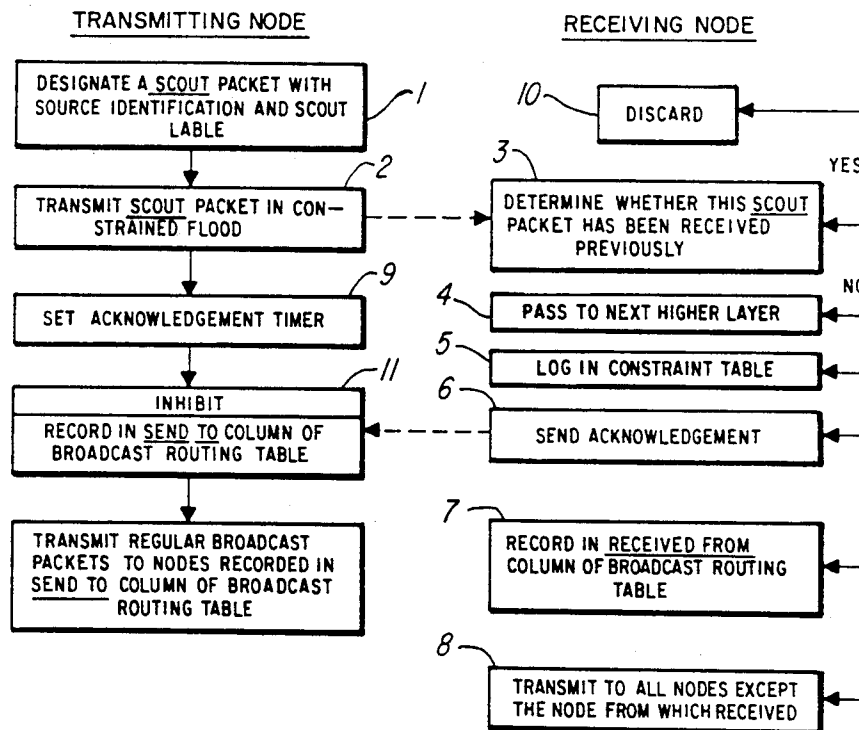 TRANSMITTING NODE
DESIGNATE A SCOUT PACKET WITH
SOURCE IDENTIFICATION AND SCOUT
LABLE
1
2
TRANSMIT SCOUT PACKET IN CON-
STRAINED FLOOD
9
SET ACKNOWLEDGEMENT TIMER
11
INHIBIT
RECORD IN SEND TO COLUMN OF
BROADCAST ROUTING TABLE
TRANSMIT REGULAR BROADCAST
PACKETS TO NODES RECORDED IN
SEND TO COLUMN OF BROADCAST
ROUTING TABLE
RECEIVING NODE
10
DISCARD
YES
3
DETERMINE WHETHER THIS SCOUT
PACKET HAS BEEN RECEIVED
PREVIOUSLY
NO
4
PASS TO NEXT HIGHER LAYER
5
LOG IN CONSTRAINT TABLE
6
SEND ACKNOWLEDGEMENT
7
RECORD IN RECEIVED FROM
COLUMN OF BROADCAST ROUTING
TABLE
8
TRANSMIT TO ALL NODES EXCEPT
THE NODE FROM WHICH RECEIVED